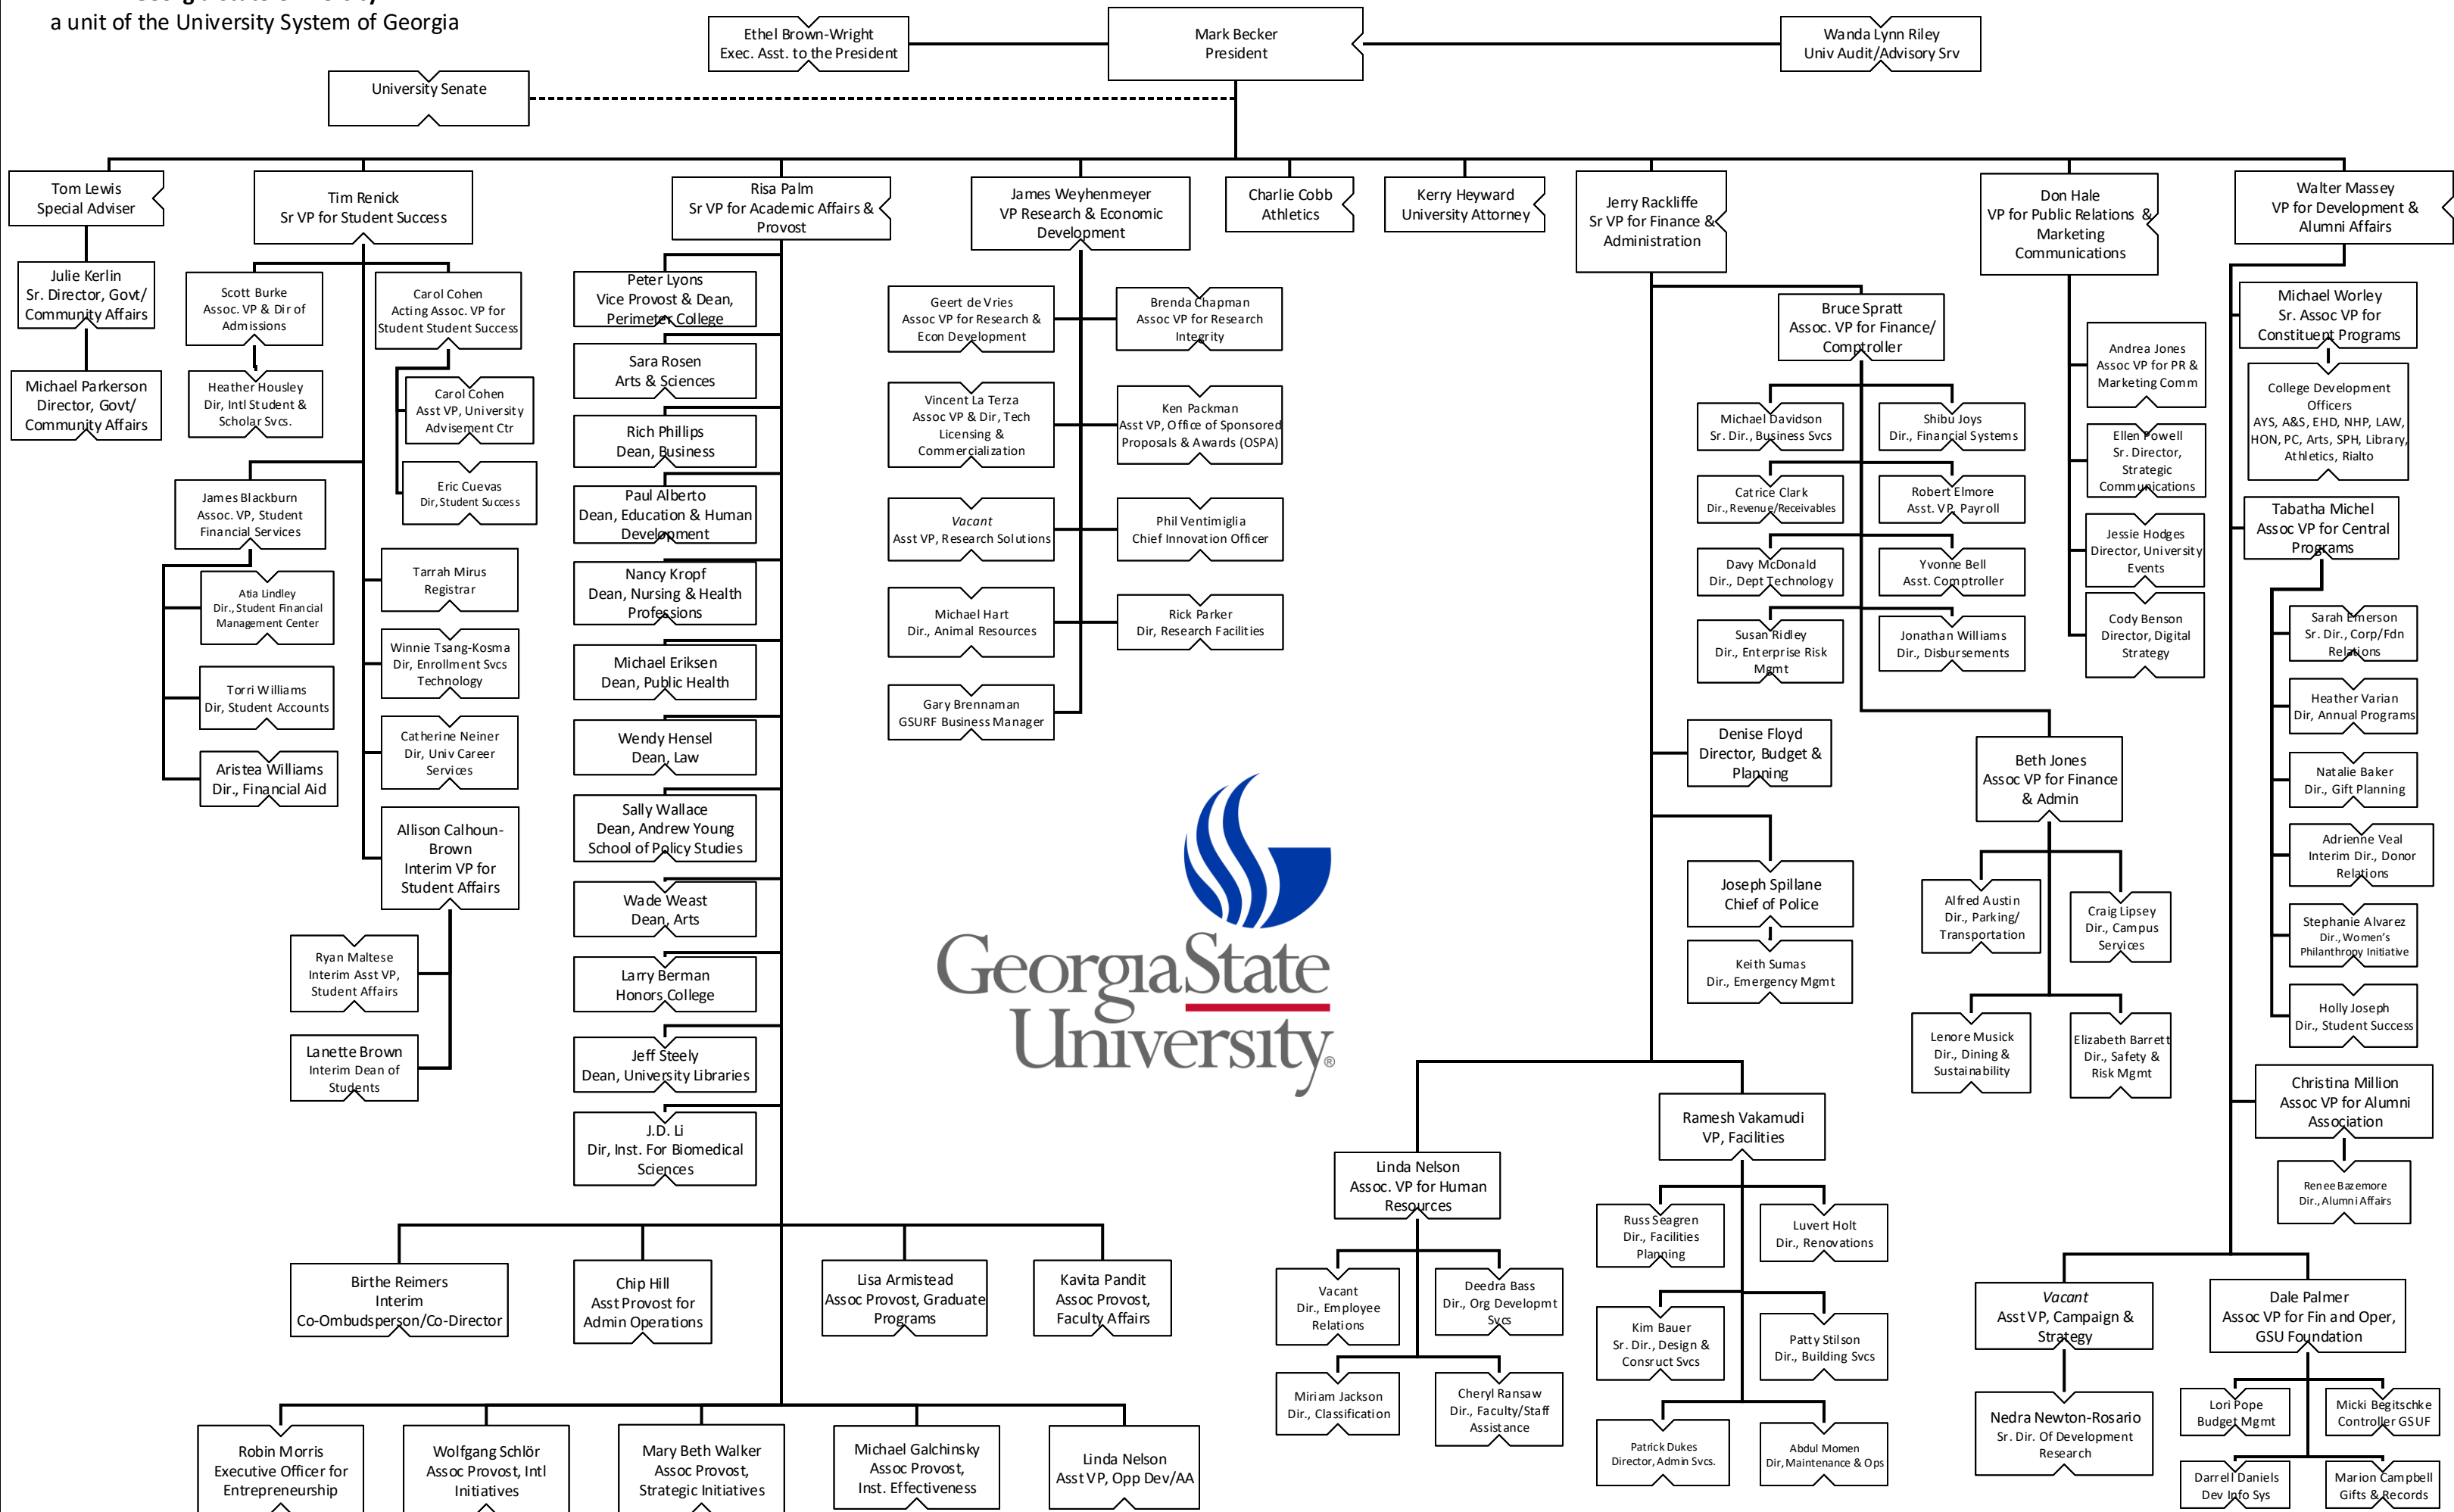 a unit of the University System of Georgia
Ethel Brown-Wright
Exec. Asst. to the President
Mark Becker
President
Wanda Lynn Riley
Univ Audit/Advisory Srv
University Senate
Tom Lewis
Special Adviser
Julie Kerlin
Sr. Director, Govt/
Community Affairs
Michael Parkerson
Director, Govt/
Community Affairs
Tim Renick
Sr VP for Student Success
Scott Burke
Assoc. VP & Dir of
Admissions
Heather Housley
Dir, Intl Student &
Scholar Svcs.
Carol Cohen
Acting Assoc. VP for
Student Student Success
Carol Cohen
Asst VP, University
Advisement Ctr
Eric Cuevas
Dir, Student Success
James Blackburn
Assoc. VP, Student
Financial Services
Atia Lindley
Dir., Student Financial
Management Center
Torri Williams
Dir, Student Accounts
Aristea Williams
Dir., Financial Aid
Tarrah Mirus
Registrar
Winnie Tsang-Kosma
Dir, Enrollment Svcs
Technology
Catherine Neiner
Dir, Univ Career
Services
Allison Calhoun-
Brown
Interim VP for
Student Affairs
Ryan Maltese
Interim Asst VP,
Student Affairs
Lanette Brown
Interim Dean of
Students
Risa Palm
Sr VP for Academic Affairs &
Provost
Peter Lyons
Vice Provost & Dean,
Perimeter College
Sara Rosen
Arts & Sciences
Rich Phillips
Dean, Business
Paul Alberto
Dean, Education & Human
Development
Nancy Kropf
Dean, Nursing & Health
Professions
Michael Eriksen
Dean, Public Health
Wendy Hensel
Dean, Law
Sally Wallace
Dean, Andrew Young
School of Policy Studies
Wade Weast
Dean, Arts
Larry Berman
Honors College
Jeff Steely
Dean, University Libraries
J.D. Li
Dir, Inst. For Biomedical
Sciences
Birthe Reimers
Interim
Co-Ombudsperson/Co-Director
Chip Hill
Asst Provost for
Admin Operations
Lisa Armistead
Assoc Provost, Graduate
Programs
Kavita Pandit
Assoc Provost,
Faculty Affairs
Robin Morris
Executive Officer for
Entrepreneurship
Wolfgang Schlör
Assoc Provost, Intl
Initiatives
Mary Beth Walker
Assoc Provost,
Strategic Initiatives
Michael Galchinsky
Assoc Provost,
Inst. Effectiveness
Linda Nelson
Asst VP, Opp Dev/AA
James Weyhenmeyer
VP Research & Economic
Development
Geert de Vries
Assoc VP for Research &
Econ Development
Brenda Chapman
Assoc VP for Research
Integrity
Vincent La Terza
Assoc VP & Dir, Tech
Licensing &
Commercialization
Ken Packman
Asst VP, Office of Sponsored
Proposals & Awards (OSPA)
Vacant
Asst VP, Research Solutions
Phil Ventimiglia
Chief Innovation Officer
Michael Hart
Dir., Animal Resources
Rick Parker
Dir, Research Facilities
Gary Brennaman
GSURF Business Manager
Charlie Cobb
Athletics
Kerry Heyward
University Attorney
GeorgiaState
University®
Jerry Rackliffe
Sr VP for Finance &
Administration
Bruce Spratt
Assoc. VP for Finance/
Comptroller
Michael Davidson
Sr. Dir., Business Svcs
Shibu Joys
Dir., Financial Systems
Catrice Clark
Dir., Revenue/Receivables
Robert Elmore
Asst. VP, Payroll
Davy McDonald
Dir., Dept Technology
Yvonne Bell
Asst. Comptroller
Susan Ridley
Dir., Enterprise Risk
Mgmt
Jonathan Williams
Dir., Disbursements
Denise Floyd
Director, Budget &
Planning
Beth Jones
Assoc VP for Finance
& Admin
Joseph Spillane
Chief of Police
Keith Sumas
Dir., Emergency Mgmt
Alfred Austin
Dir., Parking/
Transportation
Craig Lipsey
Dir., Campus
Services
Lenore Musick
Dir., Dining &
Sustainability
Elizabeth Barrett
Dir., Safety &
Risk Mgmt
Linda Nelson
Assoc. VP for Human
Resources
Vacant
Dir., Employee
Relations
Deedra Bass
Dir., Org Developmt
Svcs
Miriam Jackson
Dir., Classification
Cheryl Ransaw
Dir., Faculty/Staff
Assistance
Ramesh Vakamudi
VP, Facilities
Russ Seagren
Dir., Facilities
Planning
Luvert Holt
Dir., Renovations
Kim Bauer
Sr. Dir., Design &
Consruct Svcs
Patty Stilson
Dir., Building Svcs
Patrick Dukes
Director, Admin Svcs.
Abdul Momen
Dir, Maintenance & Ops
Don Hale
VP for Public Relations &
Marketing
Communications
Andrea Jones
Assoc VP for PR &
Marketing Comm
Ellen Powell
Sr. Director,
Strategic
Communications
Jessie Hodges
Director, University
Events
Cody Benson
Director, Digital
Strategy
Walter Massey
VP for Development &
Alumni Affairs
Michael Worley
Sr. Assoc VP for
Constituent Programs
College Development
Officers
AYS, A&S, EHD, NHP, LAW,
HON, PC, Arts, SPH, Library,
Athletics, Rialto
Tabatha Michel
Assoc VP for Central
Programs
Sarah Emerson
Sr. Dir., Corp/Fdn
Relations
Heather Varian
Dir, Annual Programs
Natalie Baker
Dir., Gift Planning
Adrienne Veal
Interim Dir., Donor
Relations
Stephanie Alvarez
Dir., Women's
Philanthropy Initiative
Holly Joseph
Dir., Student Success
Christina Million
Assoc VP for Alumni
Association
Renee Bazemore
Dir., Alumni Affairs
Vacant
Asst VP, Campaign &
Strategy
Nedra Newton-Rosario
Sr. Dir. Of Development
Research
Dale Palmer
Assoc VP for Fin and Oper,
GSU Foundation
Lori Pope
Budget Mgmt
Micki Begitschke
Controller GSUF
Darrell Daniels
Dev Info Sys
Marion Campbell
Gifts & Records